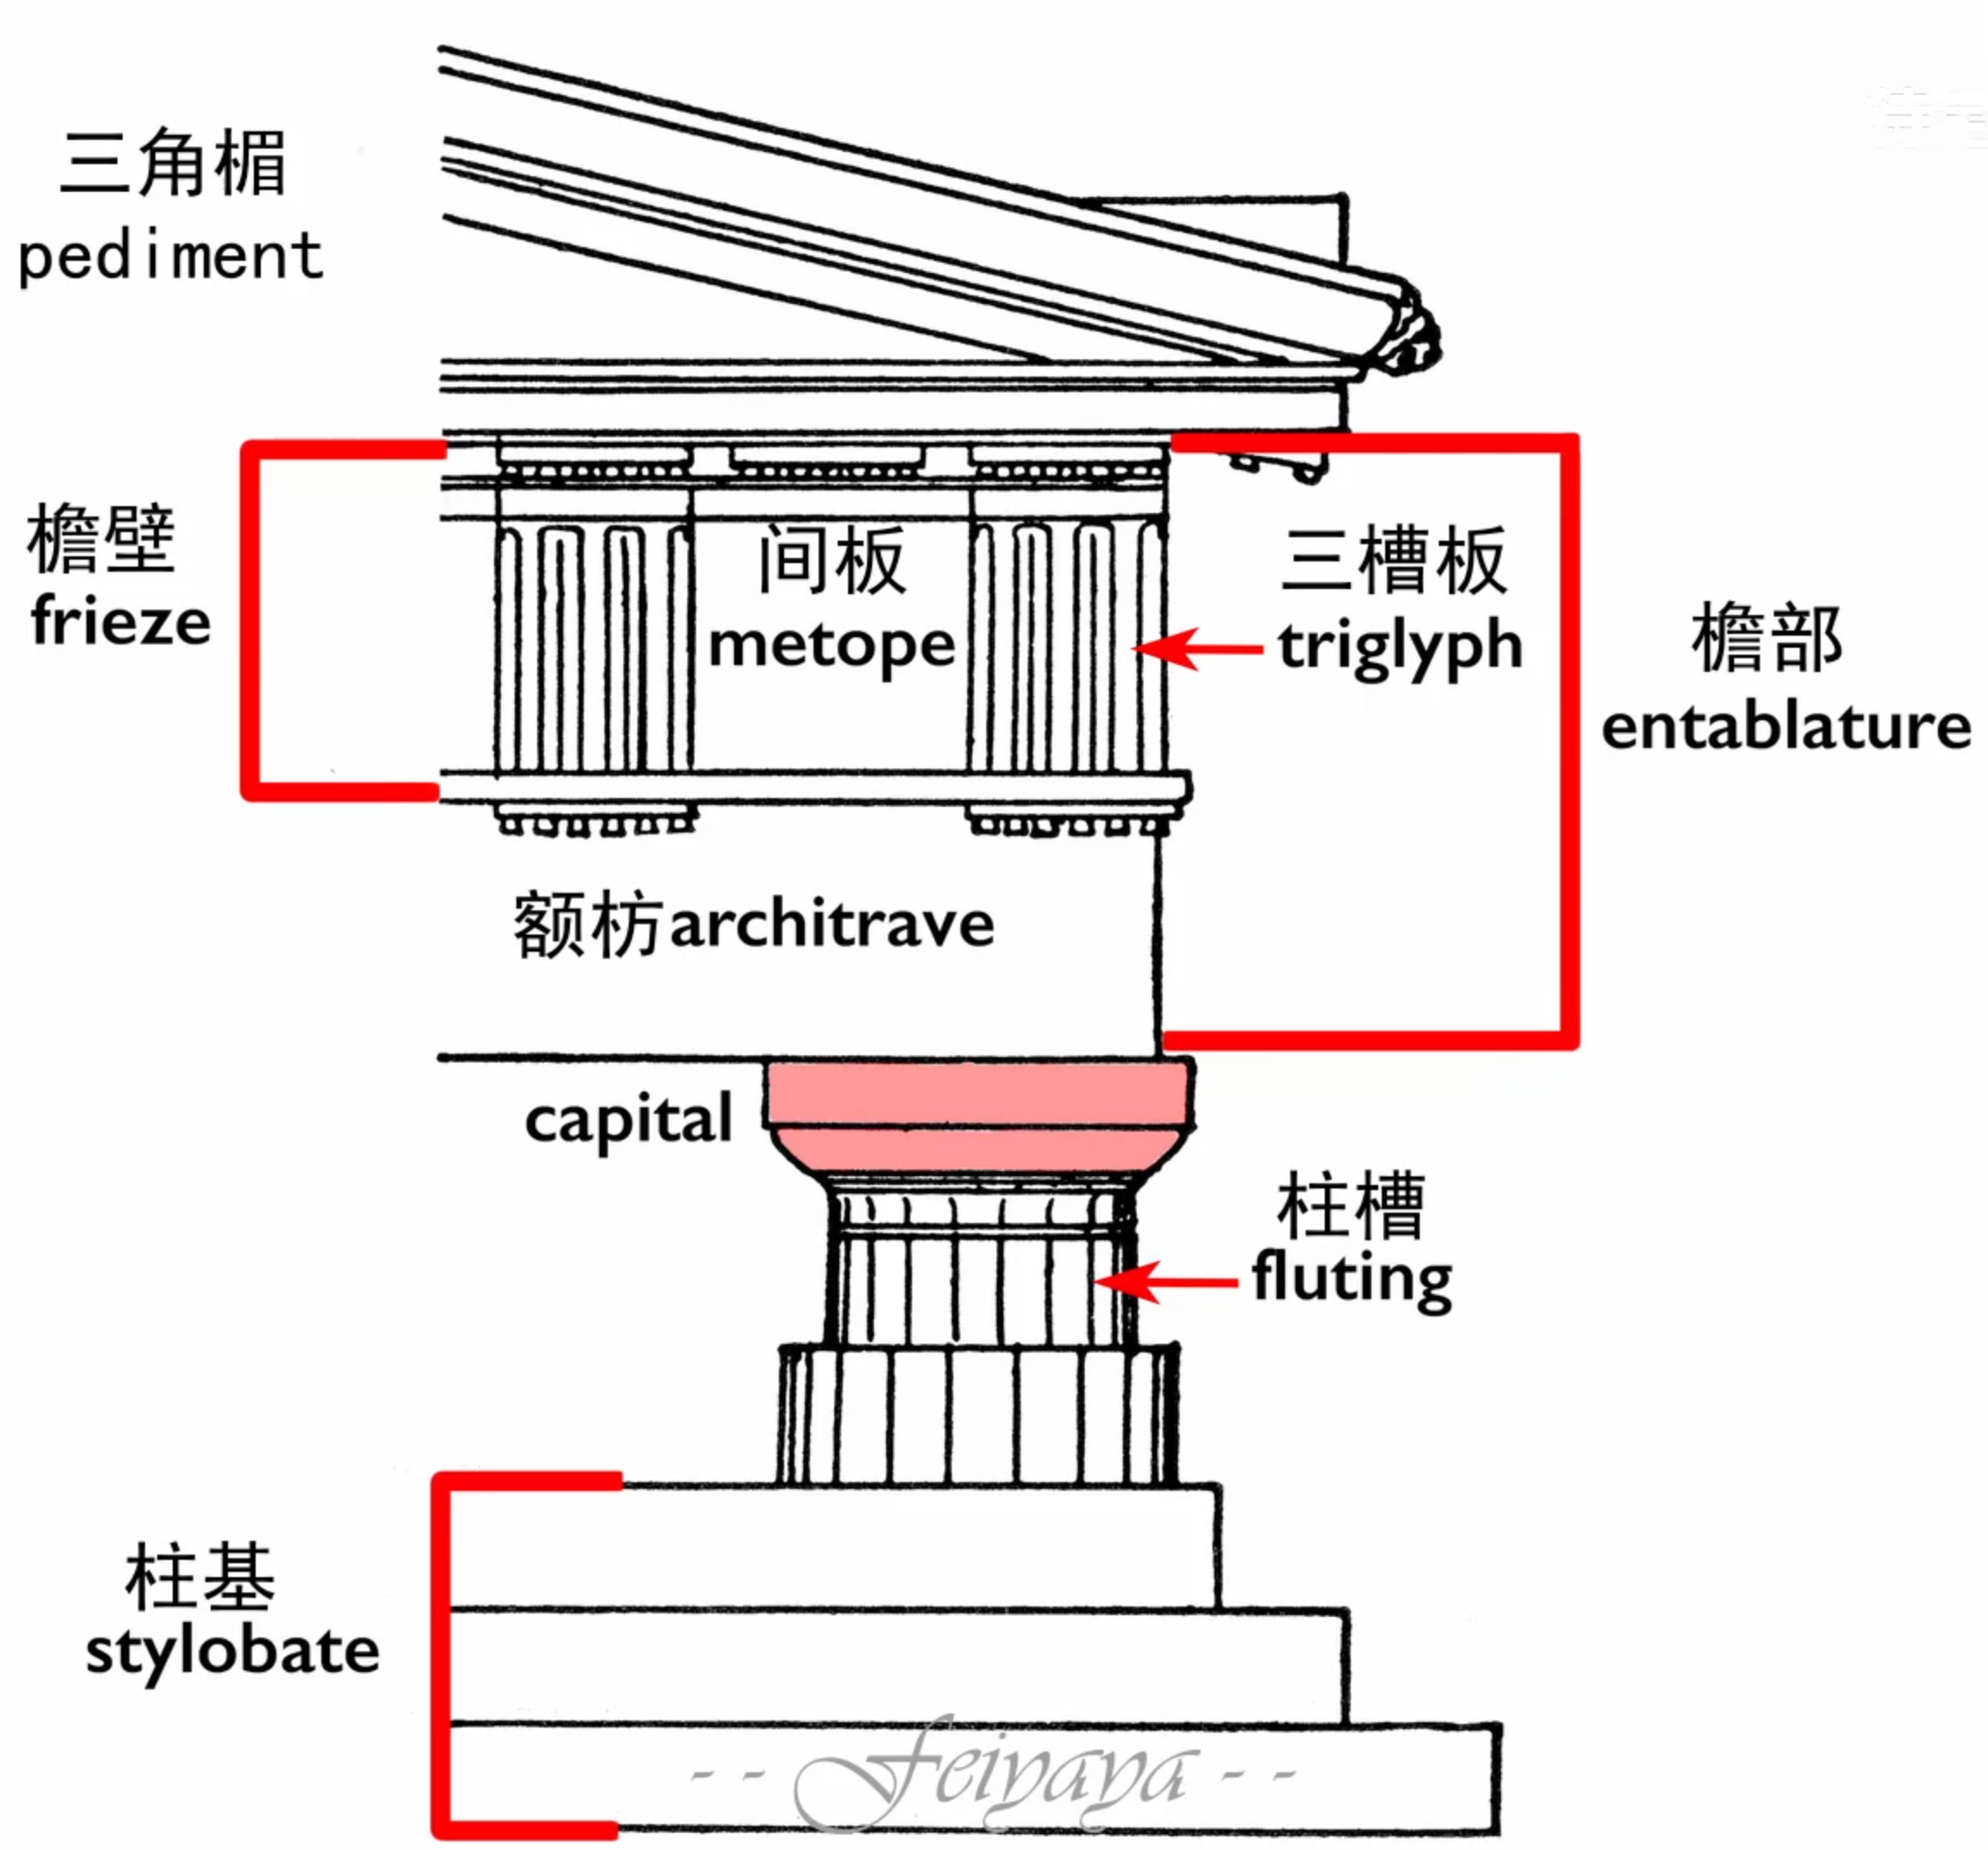 三角楣
pediment
檐壁
frieze
间板
metope
三槽板
triglyph
檐部
entablature
额枋architrave
capital
柱槽
fluting
柱基
stylobate
-- Feiyaya --